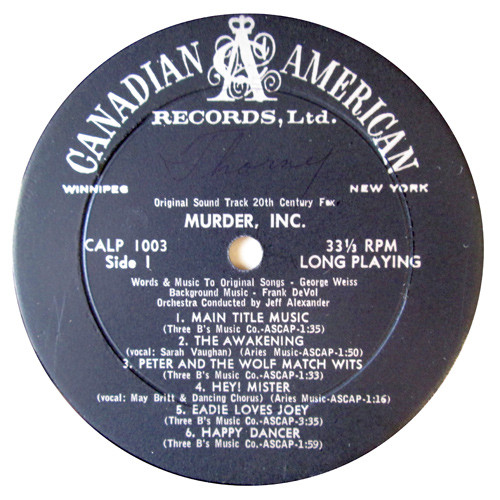 CANADIAN AMERICAN
RECORDS, Ltd.
Thorny
WINNIPEG NEW YORK
Original Sound Track 20th Century Fox
MURDER, INC.
CALP 1003 33⅓ RPM
Side 1 LONG PLAYING
Words & Music To Original Songs - George Weiss
Background Music - Frank DeVol
Orchestra Conducted by Jeff Alexander
1. MAIN TITLE MUSIC
(Three B's Music Co.-ASCAP-1:35)
2. THE AWAKENING
(vocal: Sarah Vaughan) (Aries Music-ASCAP-1:50)
3. PETER AND THE WOLF MATCH WITS
(Three B's Music Co.-ASCAP-1:33)
4. HEY! MISTER
(vocal: May Britt & Dancing Chorus) (Aries Music-ASCAP-1:16)
5. EADIE LOVES JOEY
(Three B's Music Co.-ASCAP-3:35)
6. HAPPY DANCER
(Three B's Music Co.-ASCAP-1:59)